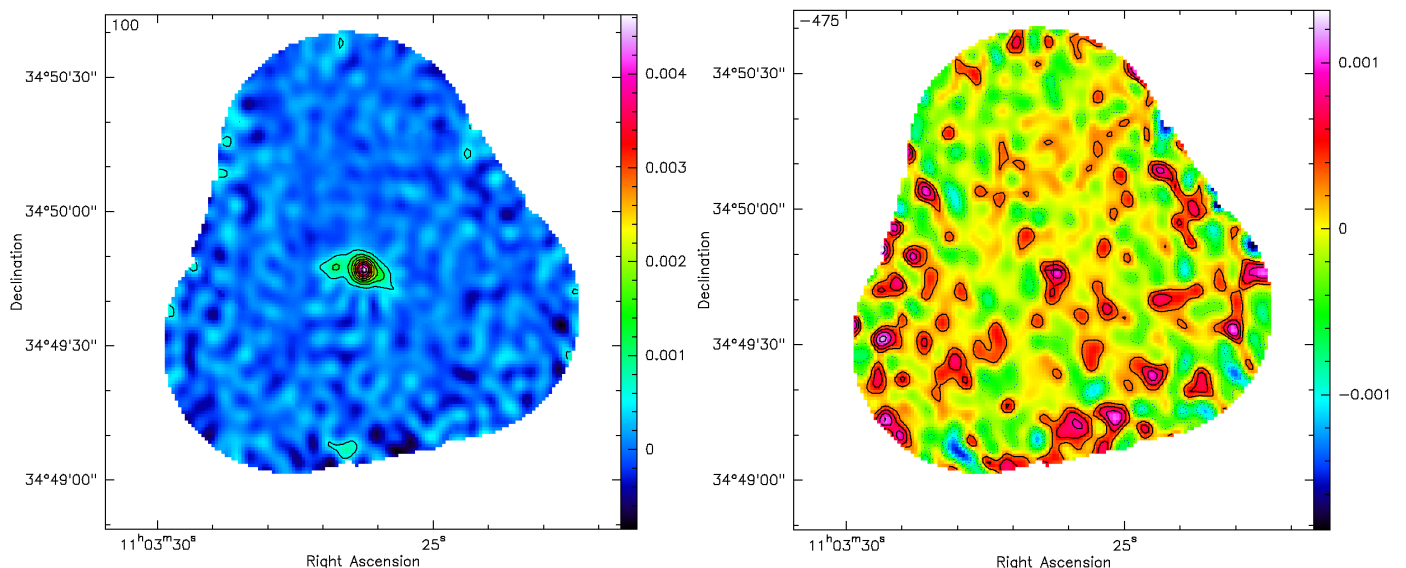 100
34°50'30"
34°50'00"
34°49'30"
34°49'00"
Declination
11ʰ03ᵐ30ˢ
25ˢ
Right Ascension
0.004
0.003
0.002
0.001
0
−475
34°50'30"
34°50'00"
34°49'30"
34°49'00"
Declination
11ʰ03ᵐ30ˢ
25ˢ
Right Ascension
0.001
0
−0.001